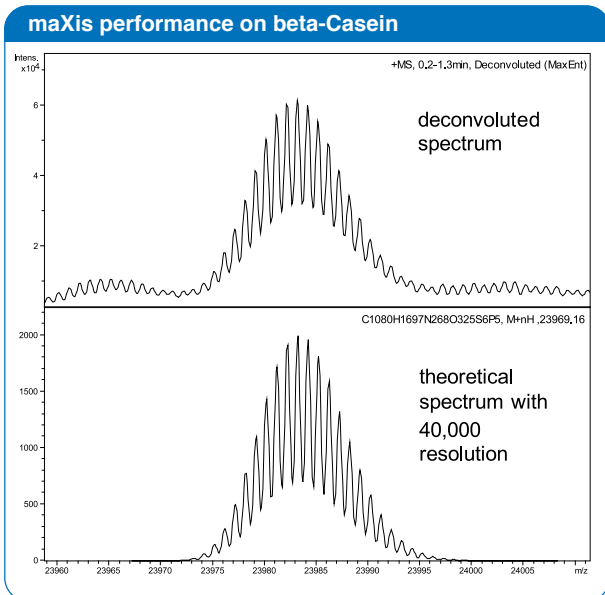 maXis performance on beta-Casein
Intens.
x10⁴
+MS, 0.2-1.3min, Deconvoluted (MaxEnt)
deconvoluted
spectrum
6
4
2
C1080H1697N268O325S6P5, M+nH ,23969.16
theoretical
spectrum with
40,000
resolution
2000
1500
1000
500
0
23960 23965 23970 23975 23980 23985 23990 23995 24000 24005 m/z